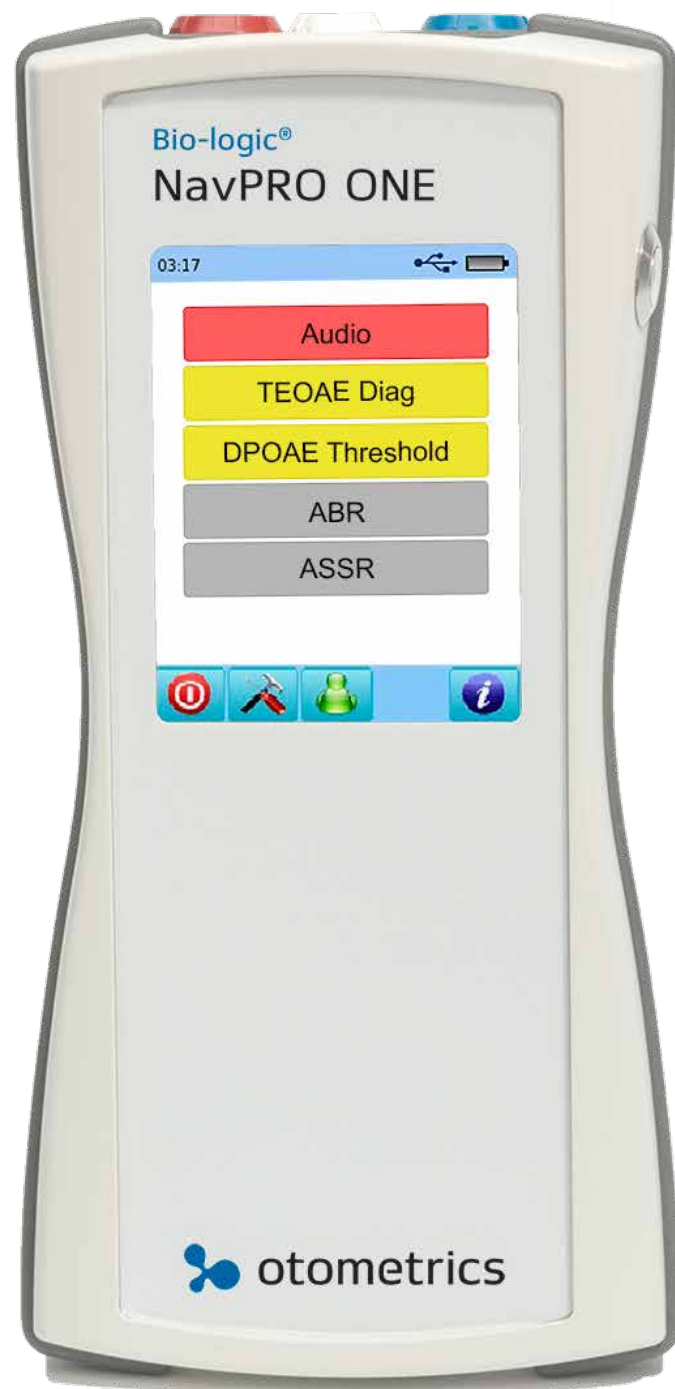 Bio-logic®
NavPRO ONE
03:17
Audio
TEOAE Diag
DPOAE Threshold
ABR
ASSR
i
otometrics